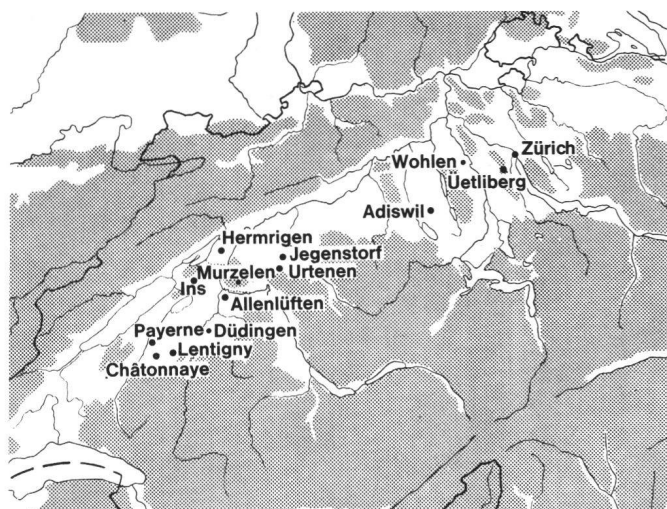 Zürich
Wohlen
Üetliberg
Adiswil
Hermrigen
Jegenstorf
Murzelen Urtenen
Ins
Allenlüften
Payerne Düdingen
Lentigny
Châtonnaye